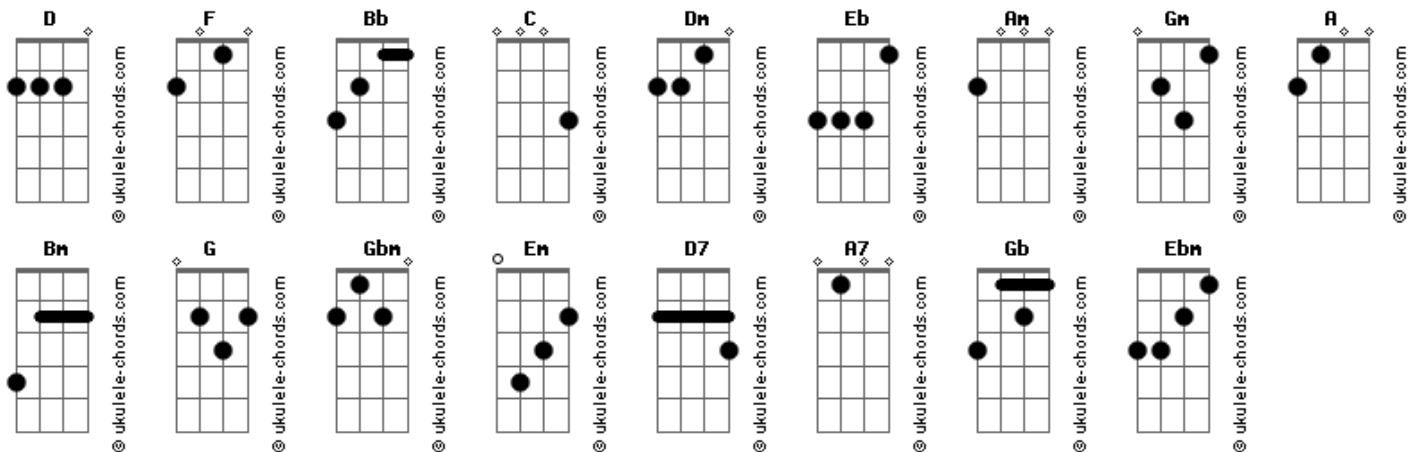 D F Bb C Dm Eb Am Gm A
© ukulele-chords.com © ukulele-chords.com © ukulele-chords.com © ukulele-chords.com © ukulele-chords.com © ukulele-chords.com © ukulele-chords.com © ukulele-chords.com © ukulele-chords.com
Bm G Gbm Em D7 A7 Gb Ebm
© ukulele-chords.com © ukulele-chords.com © ukulele-chords.com © ukulele-chords.com © ukulele-chords.com © ukulele-chords.com © ukulele-chords.com © ukulele-chords.com